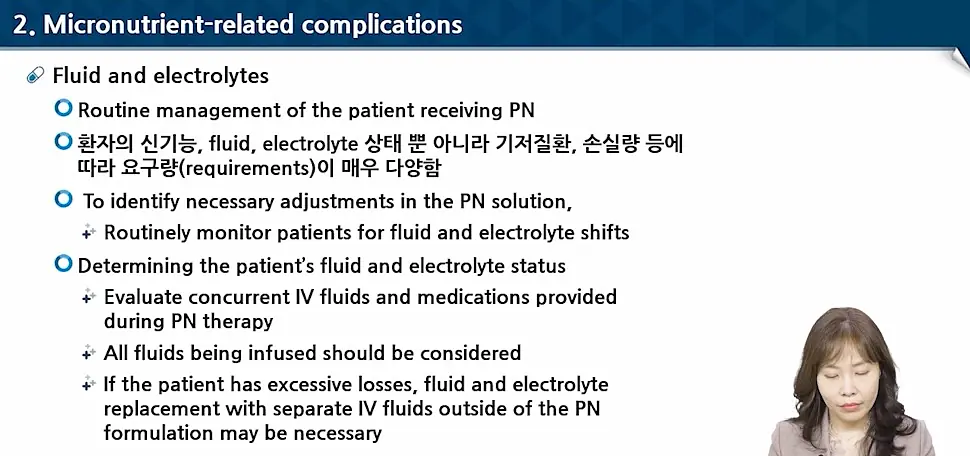 2. Micronutrient-related complications
Fluid and electrolytes
Routine management of the patient receiving PN
환자의 신기능, fluid, electrolyte 상태 뿐 아니라 기저질환, 손실량 등에
따라 요구량(requirements)이 매우 다양함
To identify necessary adjustments in the PN solution,
Routinely monitor patients for fluid and electrolyte shifts
Determining the patient's fluid and electrolyte status
Evaluate concurrent IV fluids and medications provided
during PN therapy
All fluids being infused should be considered
If the patient has excessive losses, fluid and electrolyte
replacement with separate IV fluids outside of the PN
formulation may be necessary